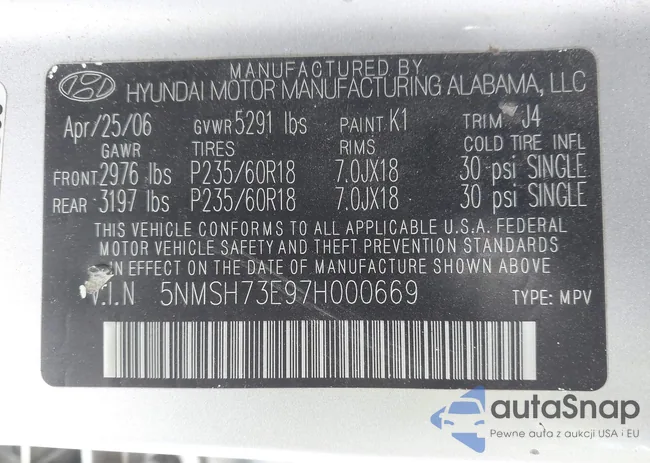 MANUFACTURED BY
HYUNDAI MOTOR MANUFACTURING ALABAMA, LLC
Apr/25/06 GVWR 5291 lbs PAINT K1 TRIM J4
GAWR TIRES RIMS COLD TIRE INFL
FRONT 2976 lbs P235/60R18 7.0JX18 30 psi SINGLE
REAR 3197 lbs P235/60R18 7.0JX18 30 psi SINGLE
THIS VEHICLE CONFORMS TO ALL APPLICABLE U.S.A. FEDERAL
MOTOR VEHICLE SAFETY AND THEFT PREVENTION STANDARDS
IN EFFECT ON THE DATE OF MANUFACTURE SHOWN ABOVE
V.I.N 5NMSH73E97H000669 TYPE: MPV
autaSnap
Pewne auta z aukcji USA i EU